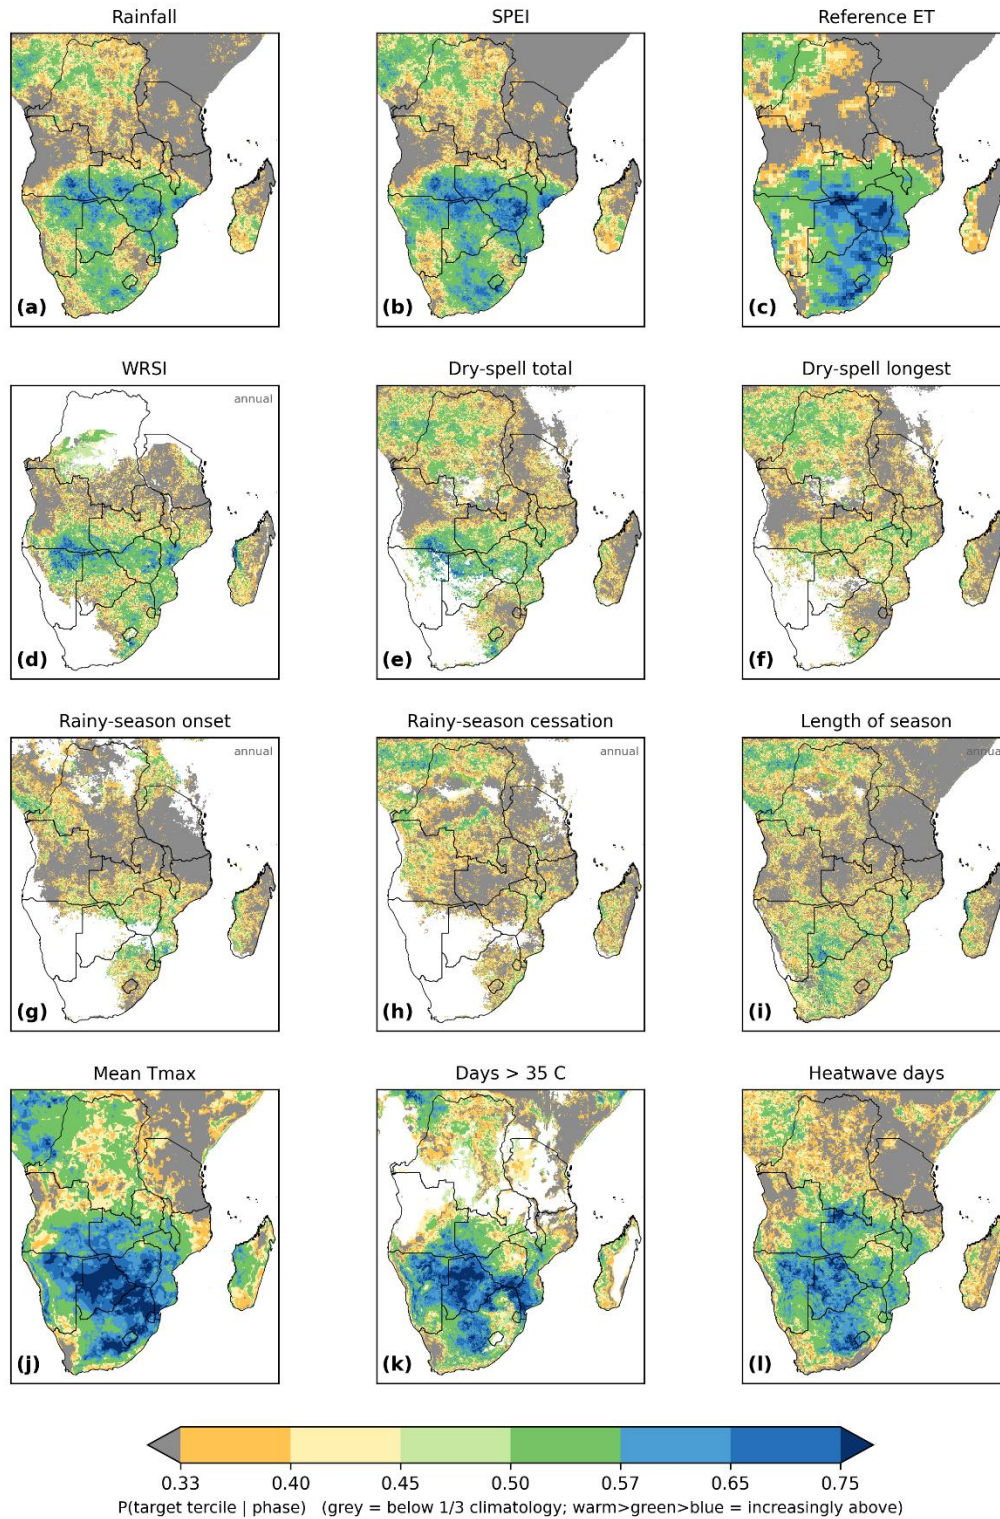 Rainfall
SPEI
Reference ET
(a)
(b)
(c)
WRSI
Dry-spell total
Dry-spell longest
annual
(d)
(e)
(f)
Rainy-season onset
Rainy-season cessation
Length of season
annual
annual
annual
(g)
(h)
(i)
Mean Tmax
Days > 35 C
Heatwave days
(j)
(k)
(l)
0.33
0.40
0.45
0.50
0.57
0.65
0.75
P(target tercile | phase) (grey = below 1/3 climatology; warm>green>blue = increasingly above)